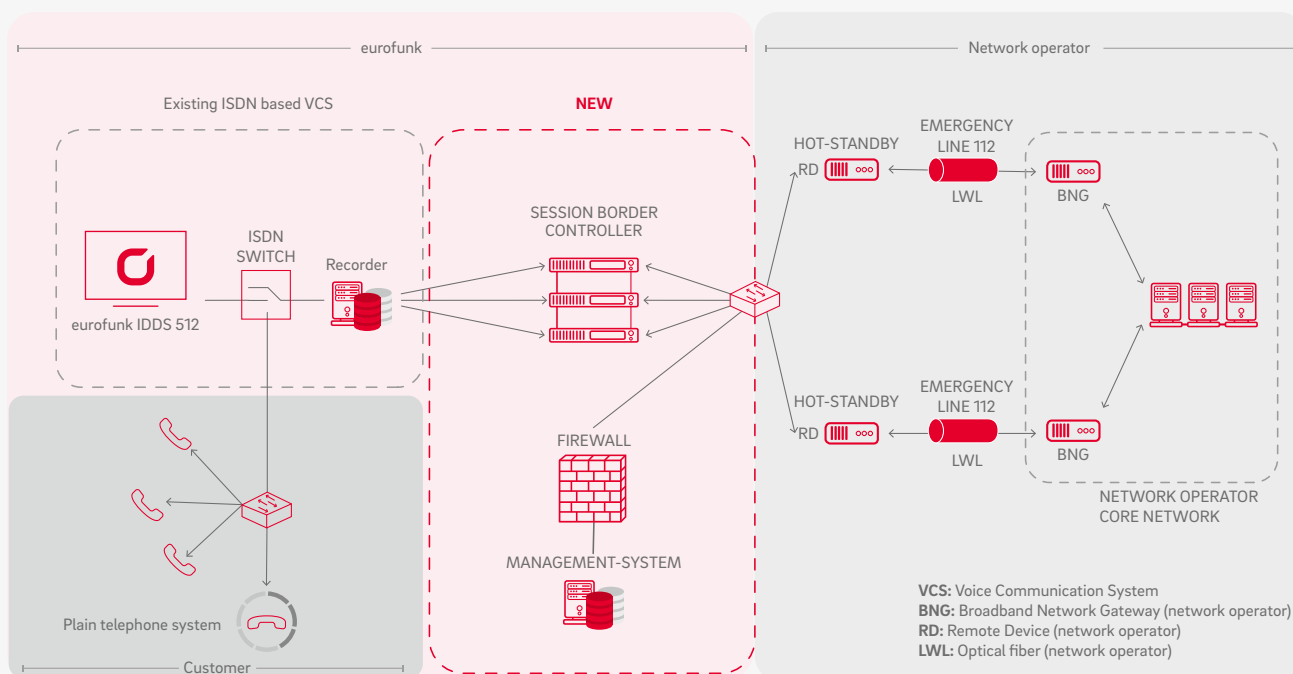 eurofunk
Network operator
Existing ISDN based VCS
NEW
HOT-STANDBY
RD
EMERGENCY
LINE 112
LWL
BNG
SESSION BORDER
CONTROLLER
ISDN
SWITCH
Recorder
eurofunk IDDS 512
HOT-STANDBY
RD
EMERGENCY
LINE 112
LWL
BNG
FIREWALL
NETWORK OPERATOR
CORE NETWORK
MANAGEMENT-SYSTEM
Plain telephone system
Customer
VCS: Voice Communication System
BNG: Broadband Network Gateway (network operator)
RD: Remote Device (network operator)
LWL: Optical fiber (network operator)